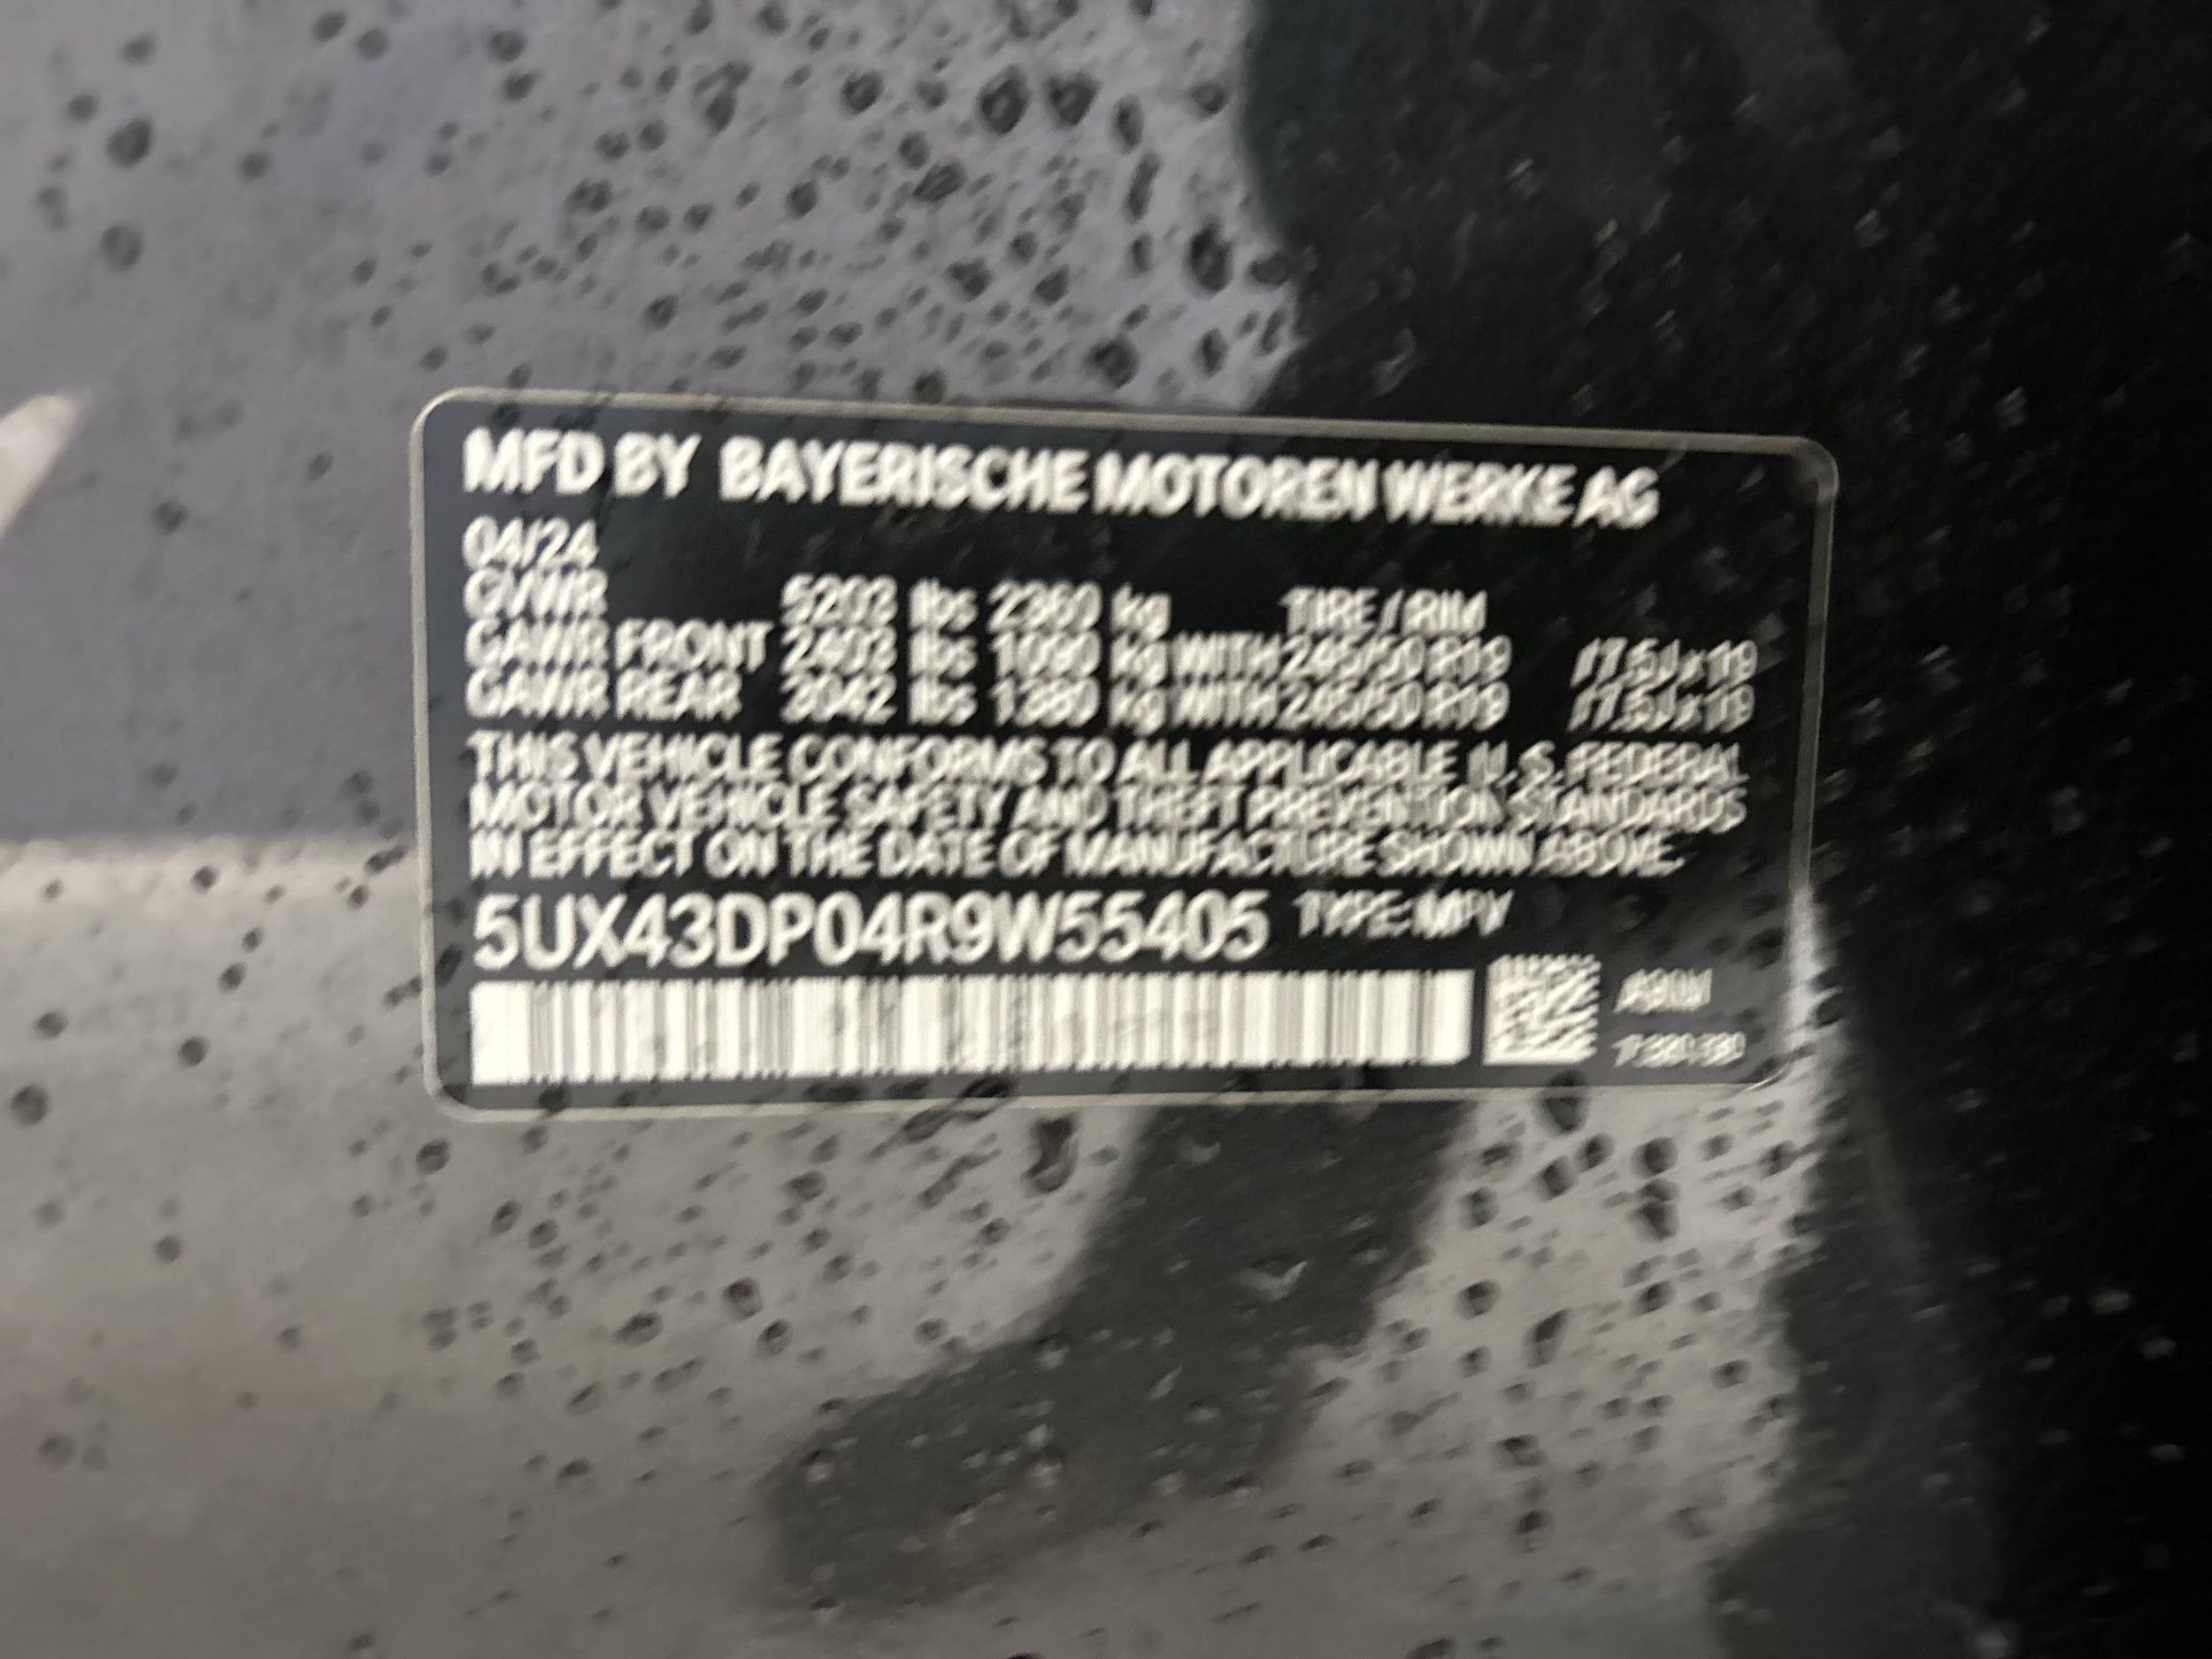 MFD BY BAYERISCHE MOTOREN WERKE AG
04/24
GVWR 5203 lbs 2360 kg TIRE / RIM
GAWR FRONT 2403 lbs 1090 kg WITH 245/50 R19 /7.5Jx19
GAWR REAR 3042 lbs 1380 kg WITH 245/50 R19 /7.5Jx19
THIS VEHICLE CONFORMS TO ALL APPLICABLE U.S. FEDERAL
MOTOR VEHICLE SAFETY AND THEFT PREVENTION STANDARDS
IN EFFECT ON THE DATE OF MANUFACTURE SHOWN ABOVE.
5UX43DP04R9W55405 TYPE: MPV